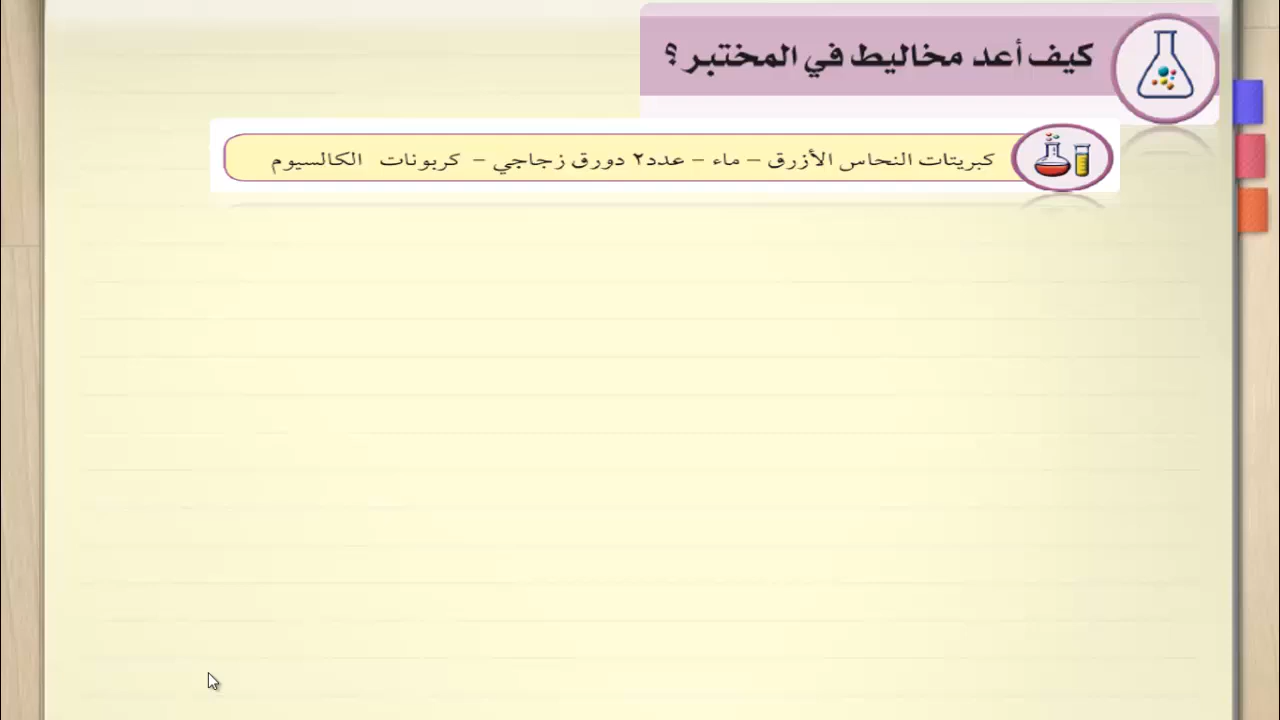 كيف أعد مخاليط في المختبر؟
كبريتات النحاس الأزرق – ماء – عدد٢ دورق زجاجي – كربونات الكالسيوم